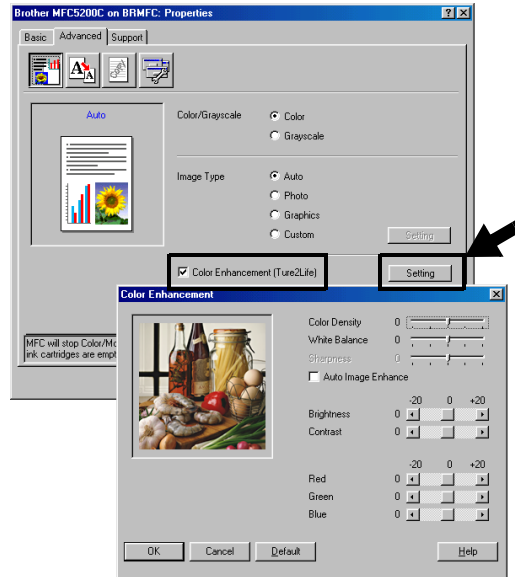 Brother MFC5200C on BRMFC: Properties
Basic Advanced Support
A A
Auto
Color/Grayscale
Color
Grayscale
Image Type
Auto
Photo
Graphics
Custom
Setting
Color Enhancement (Ture2Life)
Setting
MFC will stop Color/Mo
ink cartridges are empt
Color Enhancement
Color Density 0
White Balance 0
Sharpness 0
Auto Image Enhance
-20 0 +20
Brightness 0
Contrast 0
-20 0 +20
Red 0
Green 0
Blue 0
OK Cancel Default Help